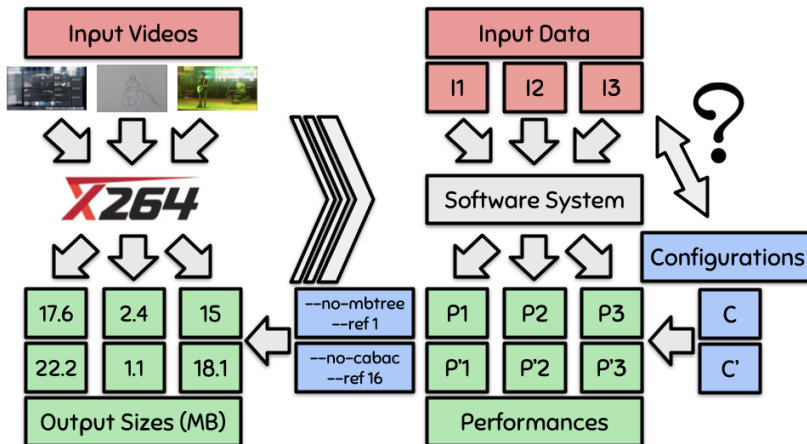 Input Videos
X264
17.6 2.4 15
22.2 1.1 18.1
Output Sizes (MB)
--no-mbtree
--ref 1
--no-cabac
--ref 16
Input Data
I1 I2 I3
?
Software System
Configurations
P1 P2 P3
P'1 P'2 P'3
Performances
C
C'